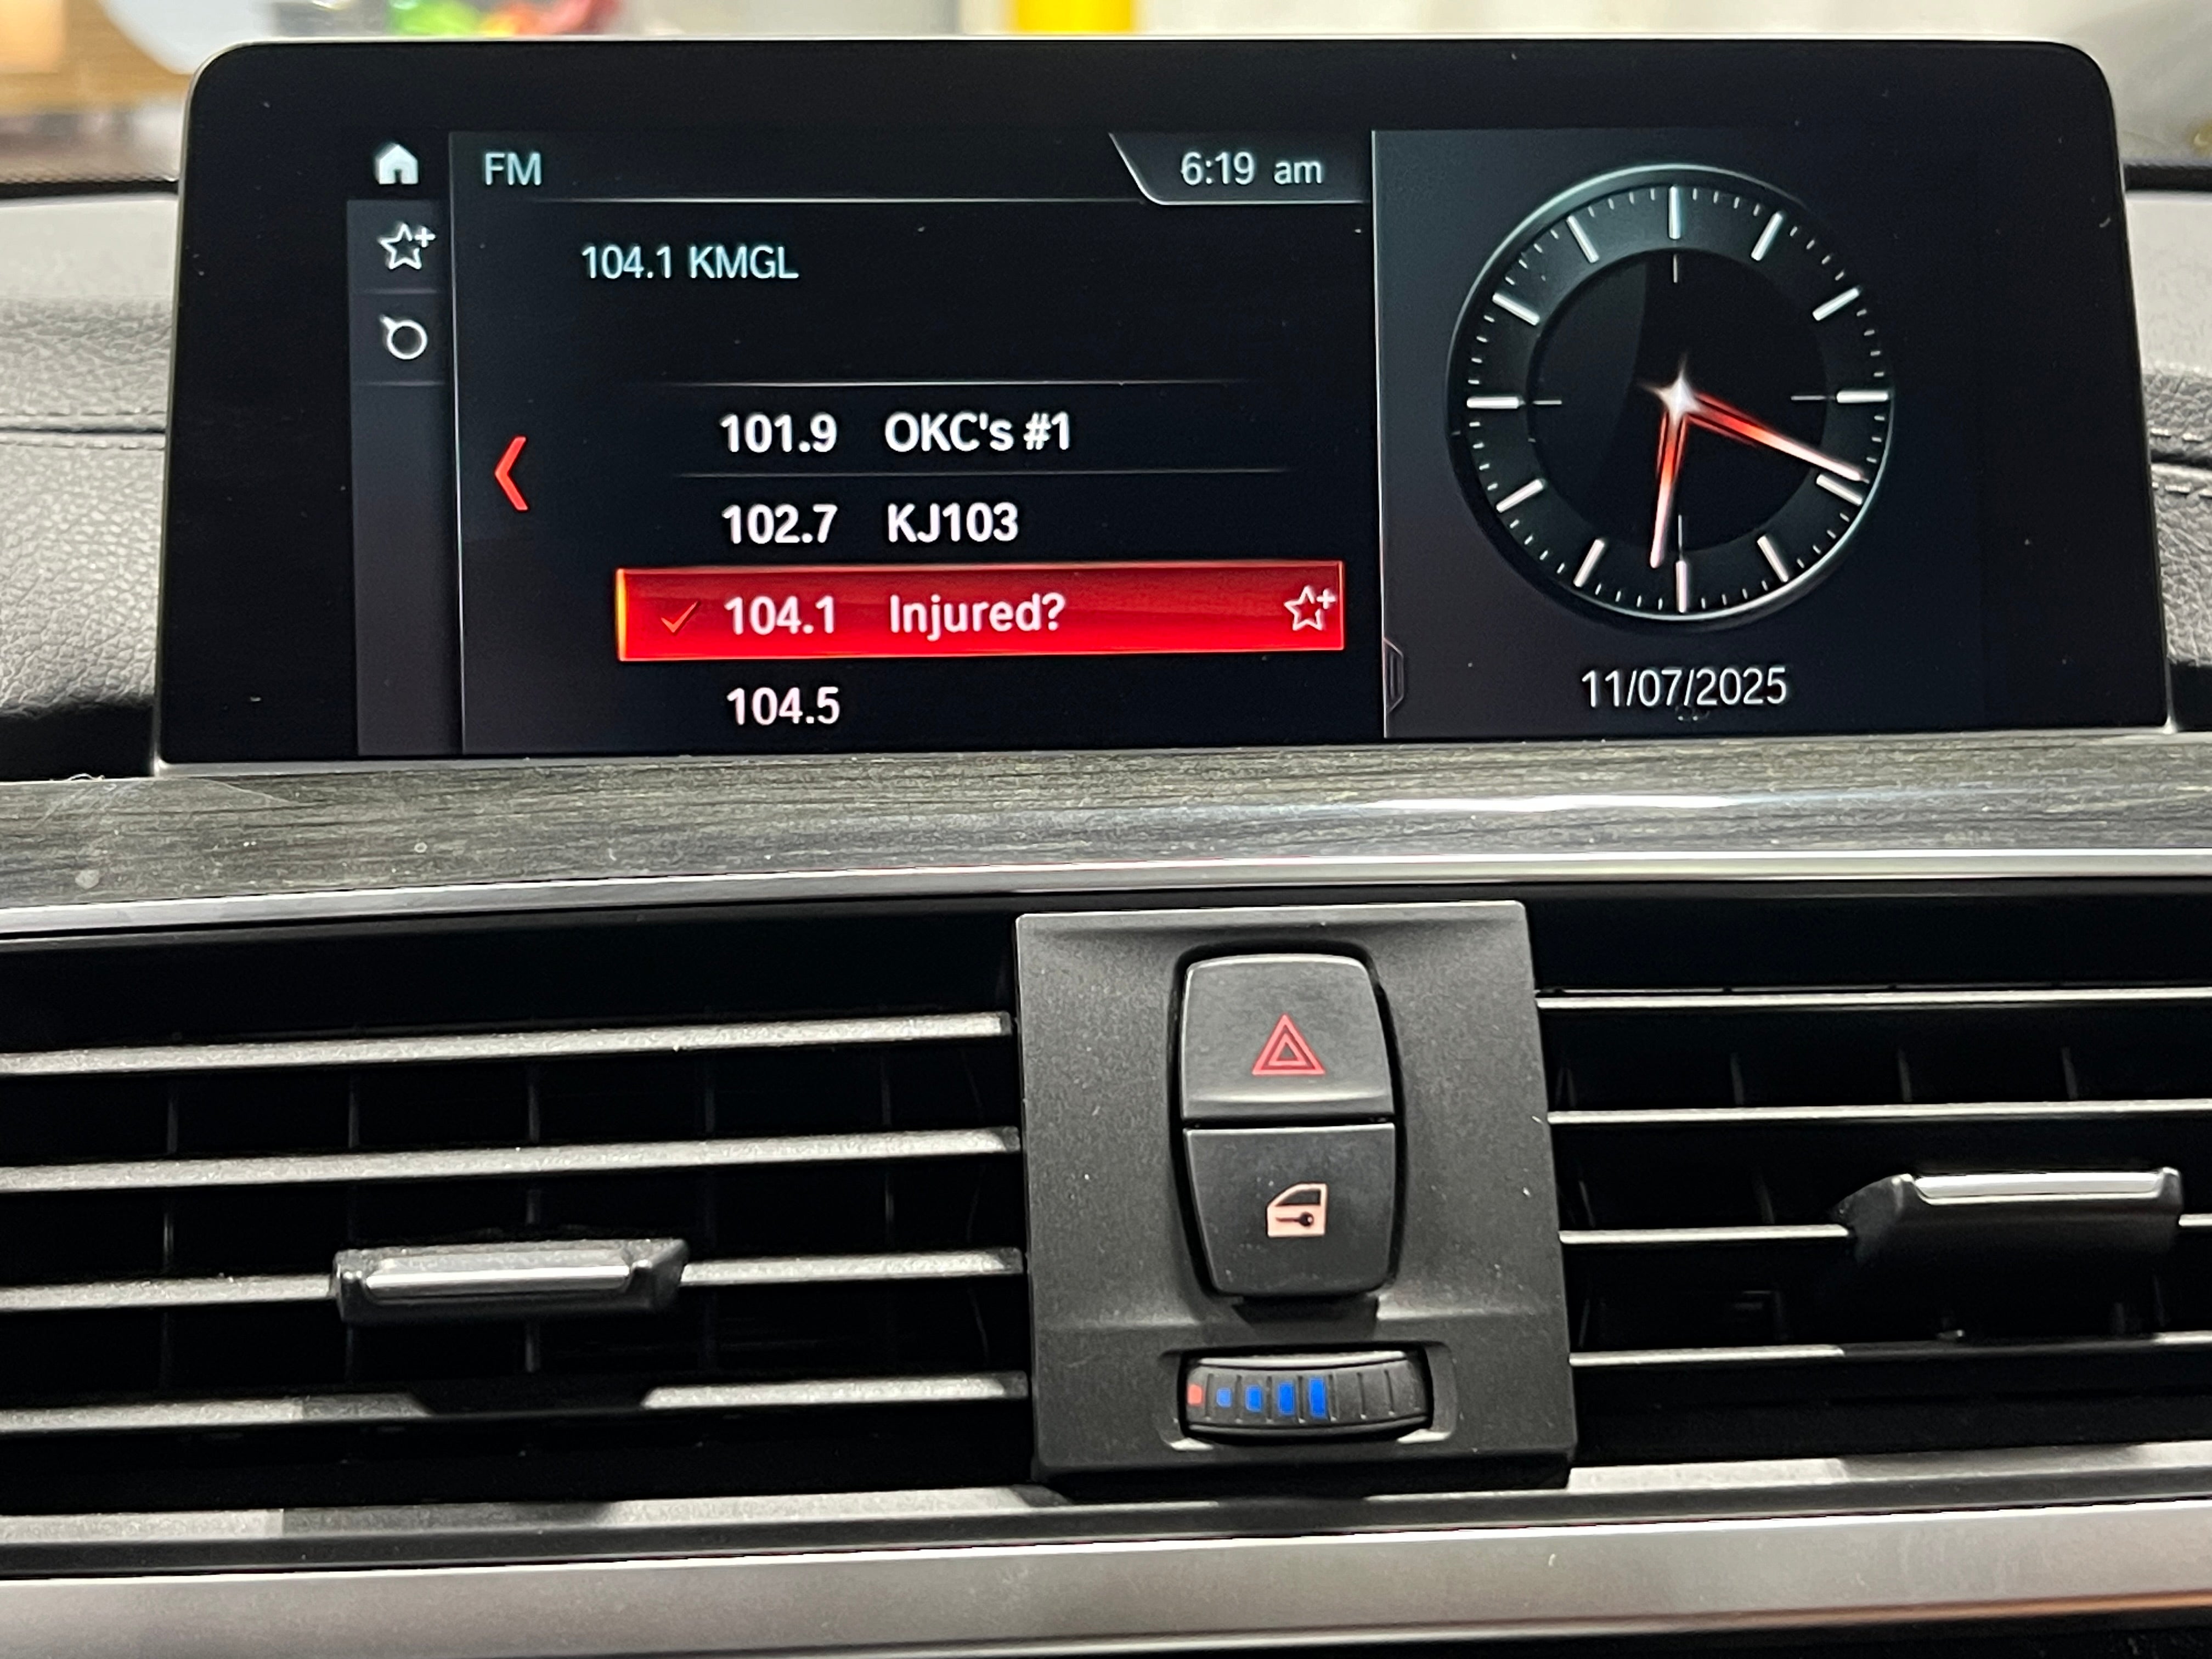 FM
6:19 am
104.1 KMGL
101.9 OKC's #1
102.7 KJ103
104.1 Injured?
104.5
11/07/2025